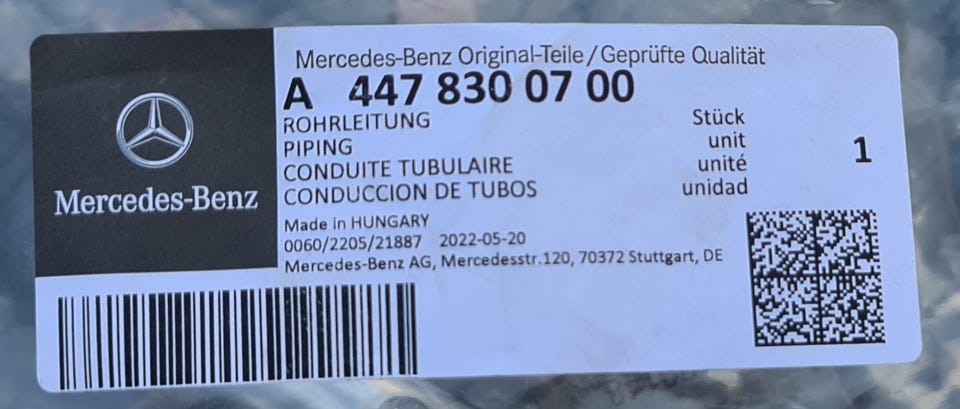 Mercedes-Benz Original-Teile/Geprüfte Qualität
A 447 830 07 00
ROHRLEITUNG Stück
PIPING unit
CONDUITE TUBULAIRE unité
CONDUCCION DE TUBOS unidad
1
Mercedes-Benz
Made in HUNGARY
0060/2205/21887 2022-05-20
Mercedes-Benz AG, Mercedesstr.120, 70372 Stuttgart, DE